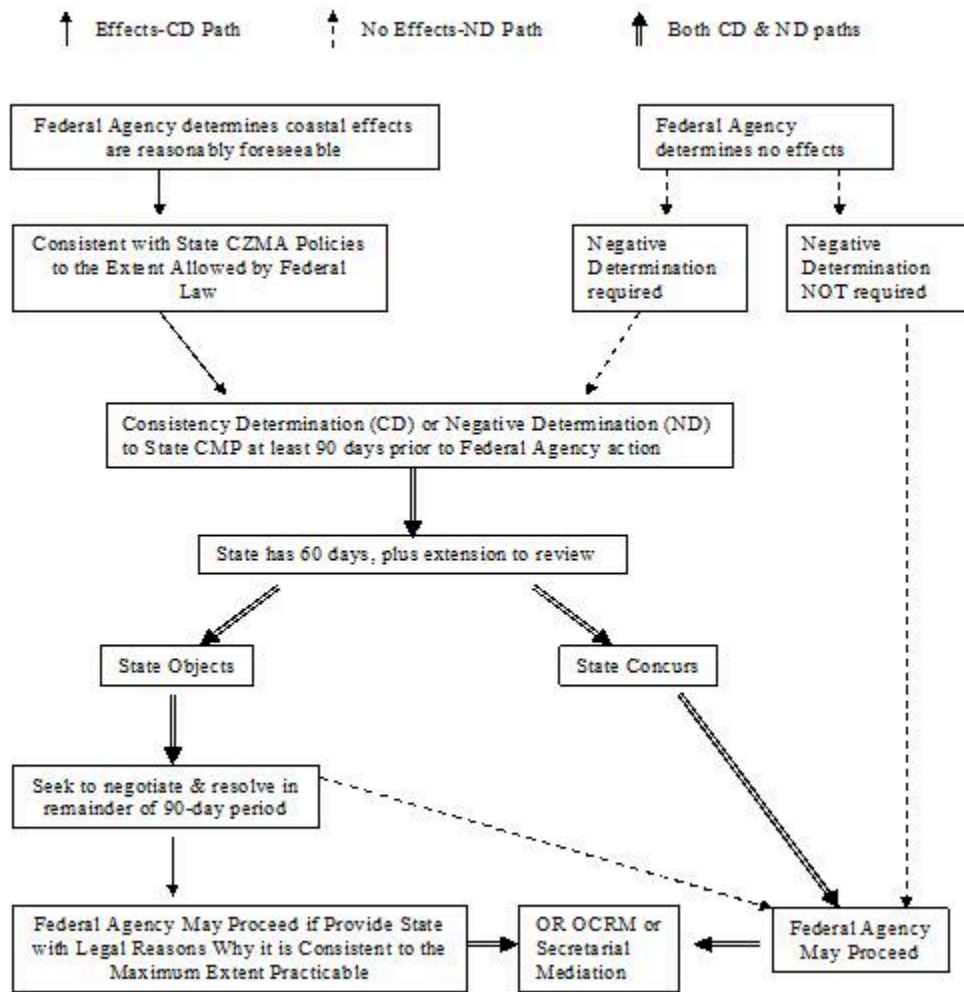 Effects-CD Path
No Effects-ND Path
Both CD & ND paths
Federal Agency determines coastal effects
are reasonably foreseeable
Federal Agency
determines no effects
Consistent with State CZMA Policies
to the Extent Allowed by Federal
Law
Negative
Determination
required
Negative
Determination
NOT required
Consistency Determination (CD) or Negative Determination (ND)
to State CMP at least 90 days prior to Federal Agency action
State has 60 days, plus extension to review
State Objects
State Concurs
Seek to negotiate & resolve in
remainder of 90-day period
Federal Agency May Proceed if Provide State
with Legal Reasons Why it is Consistent to the
Maximum Extent Practicable
OR OCRM or
Secretarial
Mediation
Federal Agency
May Proceed